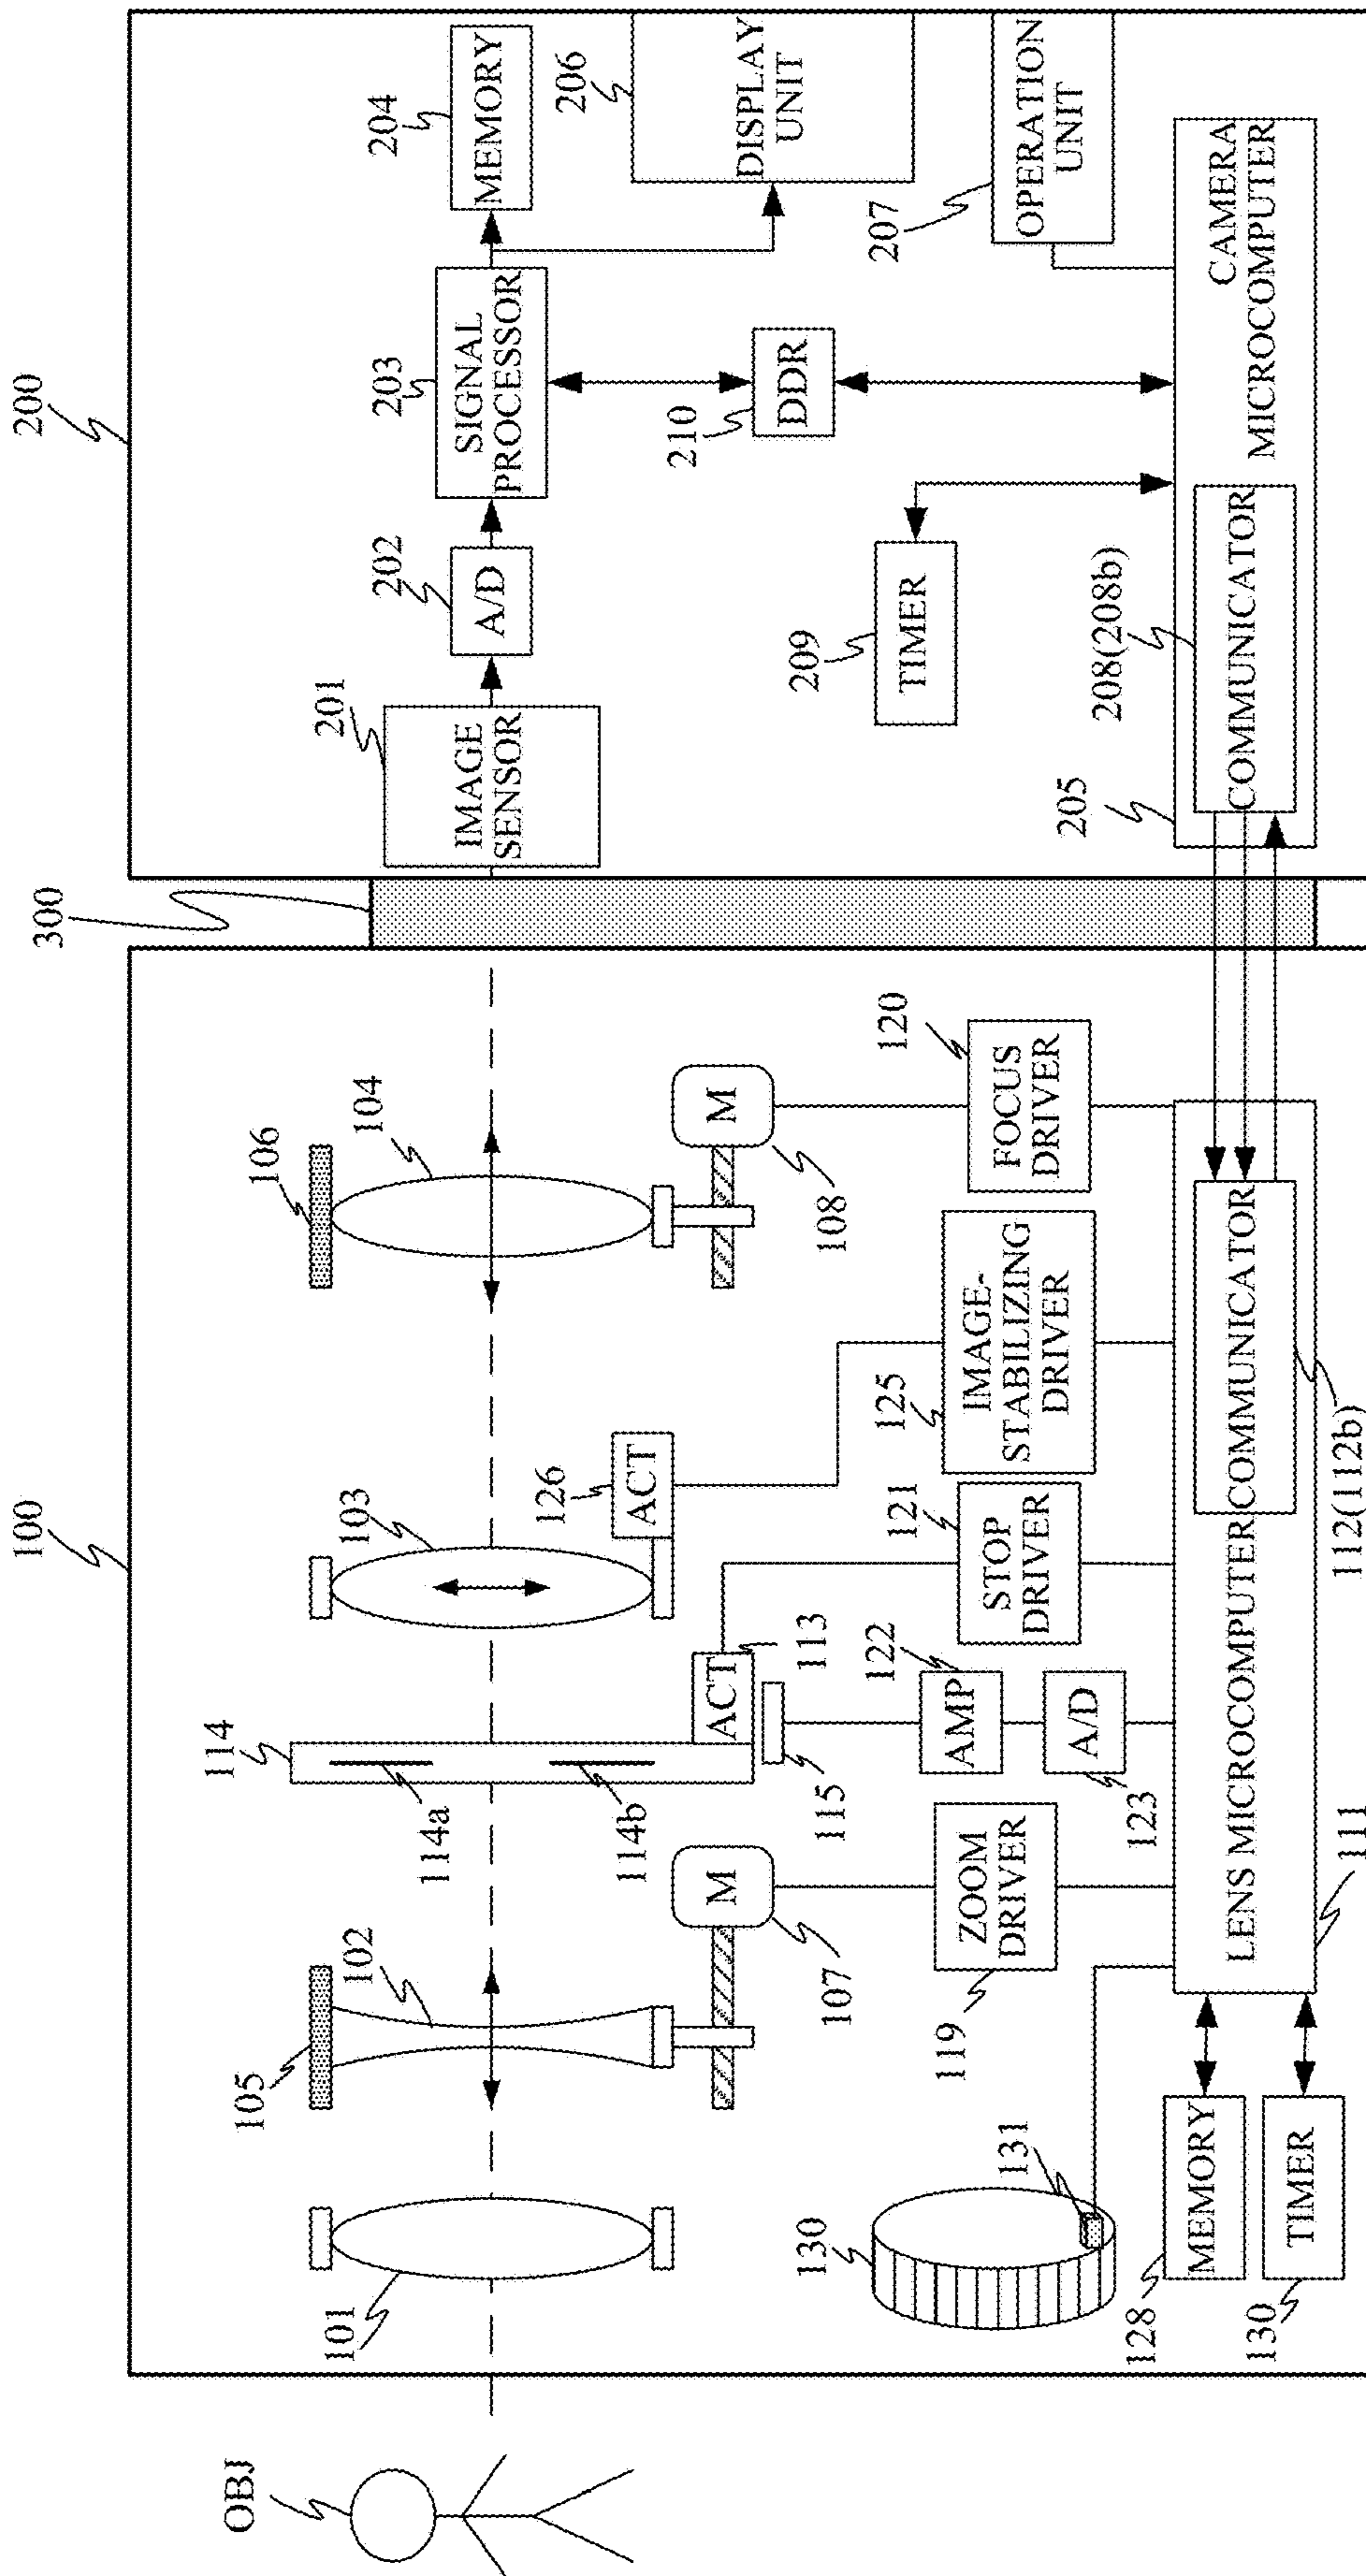 100
200
300
OBJ
101
105
102
114
114a
114b
103
106
104
107
M
115
ACT
113
126
ACT
108
M
130
131
119
ZOOM
DRIVER
122
AMP
123
A/D
121
STOP
DRIVER
125
IMAGE-
STABILIZING
DRIVER
120
FOCUS
DRIVER
128
MEMORY
130
TIMER
111
LENS MICROCOMPUTER
COMMUNICATOR
112(112b)
201
IMAGE
SENSOR
202
A/D
203
SIGNAL
PROCESSOR
204
MEMORY
206
DISPLAY
UNIT
210
DDR
207
OPERATION
UNIT
209
TIMER
205
208(208b)
COMMUNICATOR
CAMERA
MICROCOMPUTER